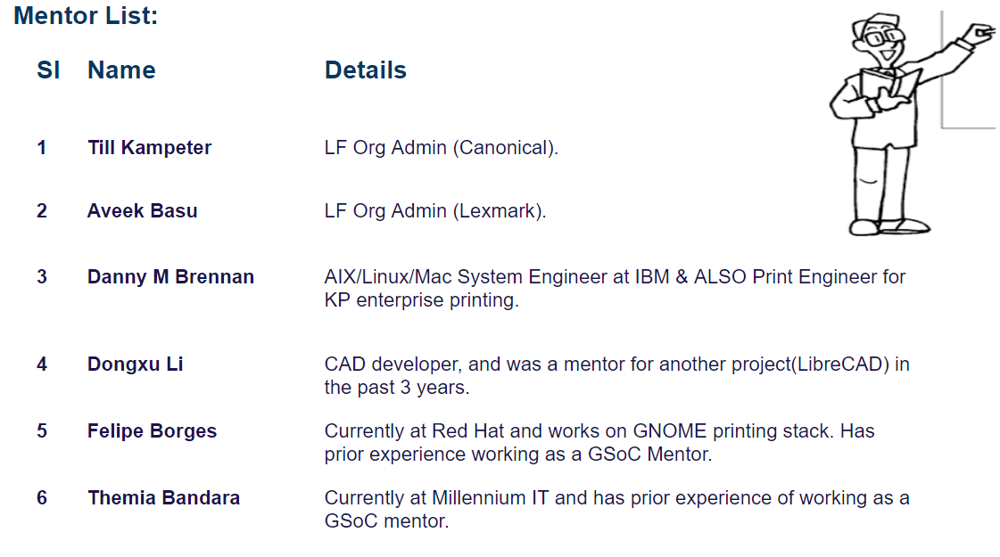 Mentor List:
Sl Name Details
1 Till Kampeter LF Org Admin (Canonical).
2 Aveek Basu LF Org Admin (Lexmark).
3 Danny M Brennan AIX/Linux/Mac System Engineer at IBM & ALSO Print Engineer for
KP enterprise printing.
4 Dongxu Li CAD developer, and was a mentor for another project(LibreCAD) in
the past 3 years.
5 Felipe Borges Currently at Red Hat and works on GNOME printing stack. Has
prior experience working as a GSoC Mentor.
6 Themia Bandara Currently at Millennium IT and has prior experience of working as a
GSoC mentor.